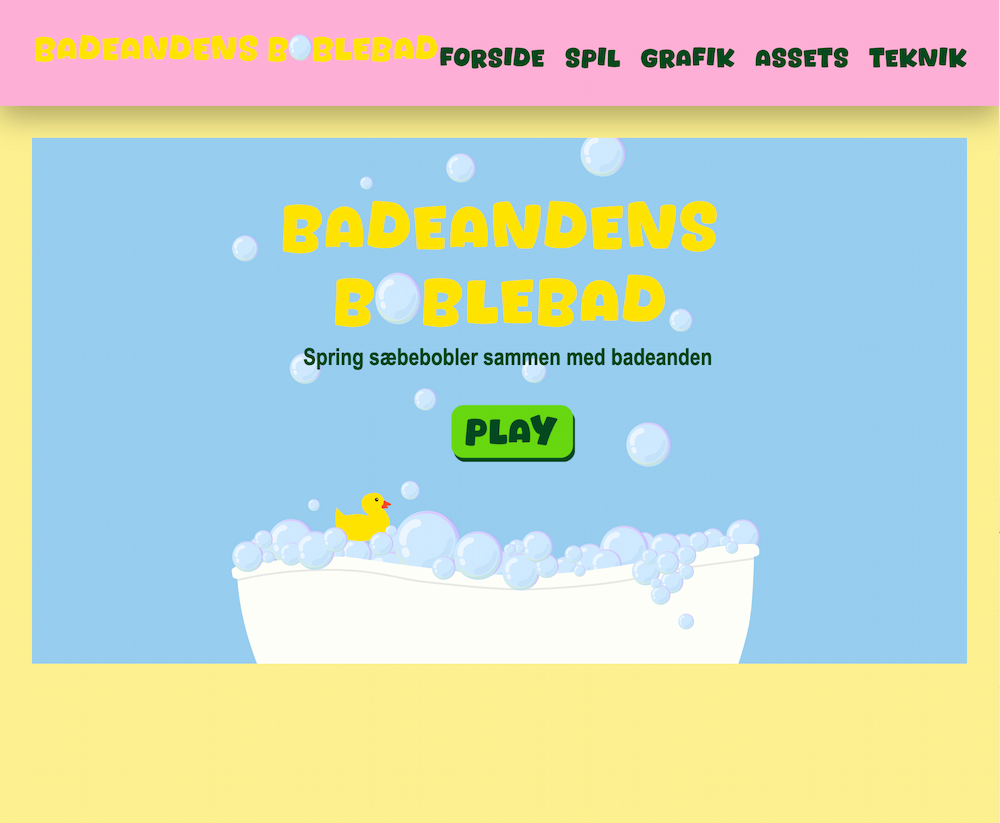 BADEANDENS BOBLEBAD
FORSIDE SPIL GRAFIK ASSETS TEKNIK
BADEANDENS
BOBLEBAD
Spring sæbebobler sammen med badeanden
PLAY